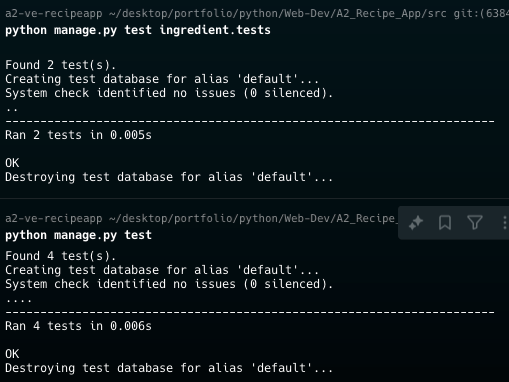 a2-ve-recipeapp ~/desktop/portfolio/python/Web-Dev/A2_Recipe_App/src git:(6384
python manage.py test ingredient.tests
Found 2 test(s).
Creating test database for alias 'default'...
System check identified no issues (0 silenced).
..
----------------------------------------------------------------------
Ran 2 tests in 0.005s
OK
Destroying test database for alias 'default'...
a2-ve-recipeapp ~/desktop/portfolio/python/Web-Dev/A2_Recipe_
python manage.py test
Found 4 test(s).
Creating test database for alias 'default'...
System check identified no issues (0 silenced).
....
----------------------------------------------------------------------
Ran 4 tests in 0.006s
OK
Destroying test database for alias 'default'...